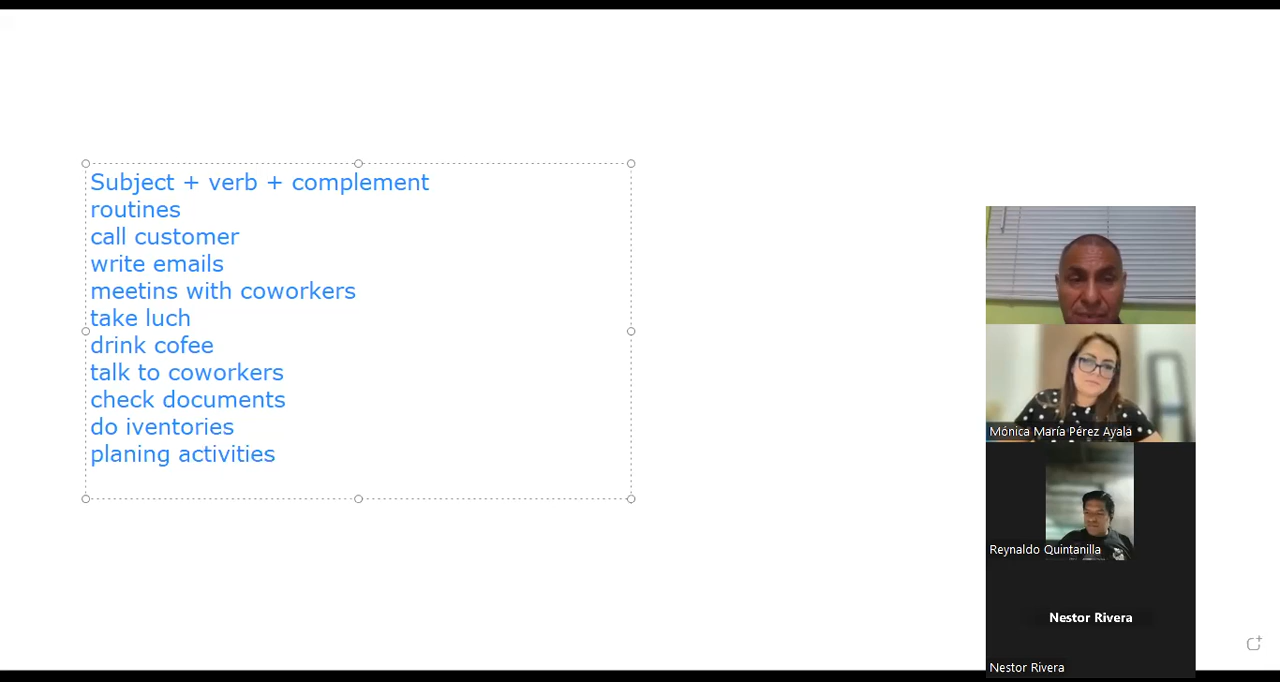 Subject + verb + complement
routines
call customer
write emails
meetins with coworkers
take luch
drink cofee
talk to coworkers
check documents
do iventories
planing activities
Mónica María Pérez Ayala
Reynaldo Quintanilla
Nestor Rivera
Nestor Rivera